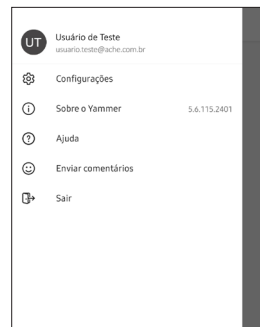 UT
Usuário de Teste
usuario.teste@ache.com.br
Configurações
Sobre o Yammer 5.6.115.2401
Ajuda
Enviar comentários
Sair